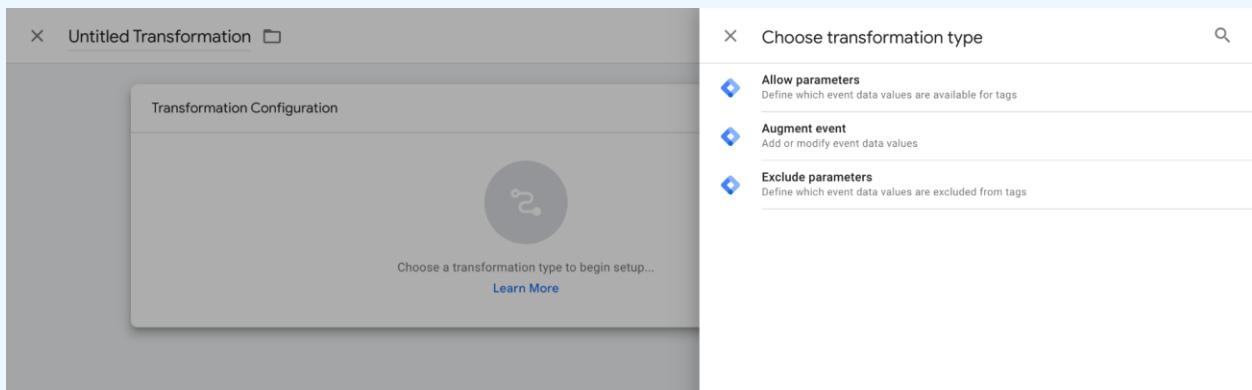 Untitled Transformation
Transformation Configuration
Choose a transformation type to begin setup...
Learn More
Choose transformation type
Allow parameters
Define which event data values are available for tags
Augment event
Add or modify event data values
Exclude parameters
Define which event data values are excluded from tags